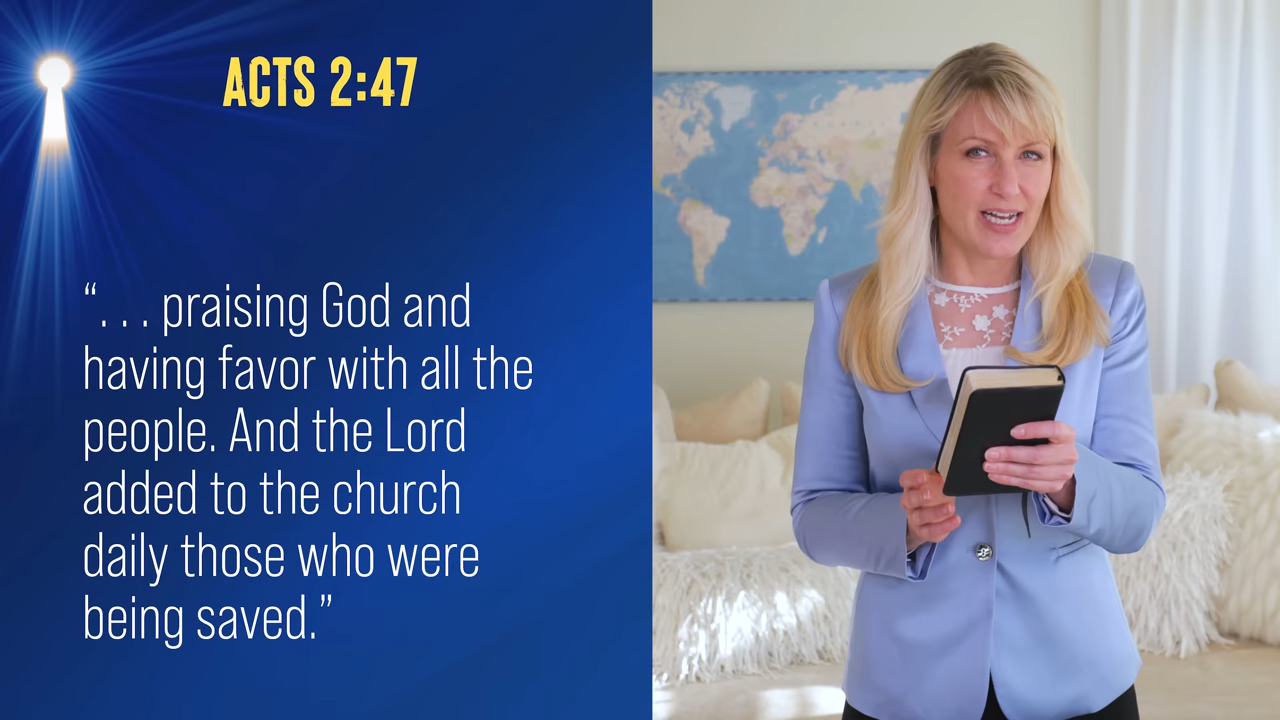 ACTS 2:47
“. . . praising God and
having favor with all the
people. And the Lord
added to the church
daily those who were
being saved.”